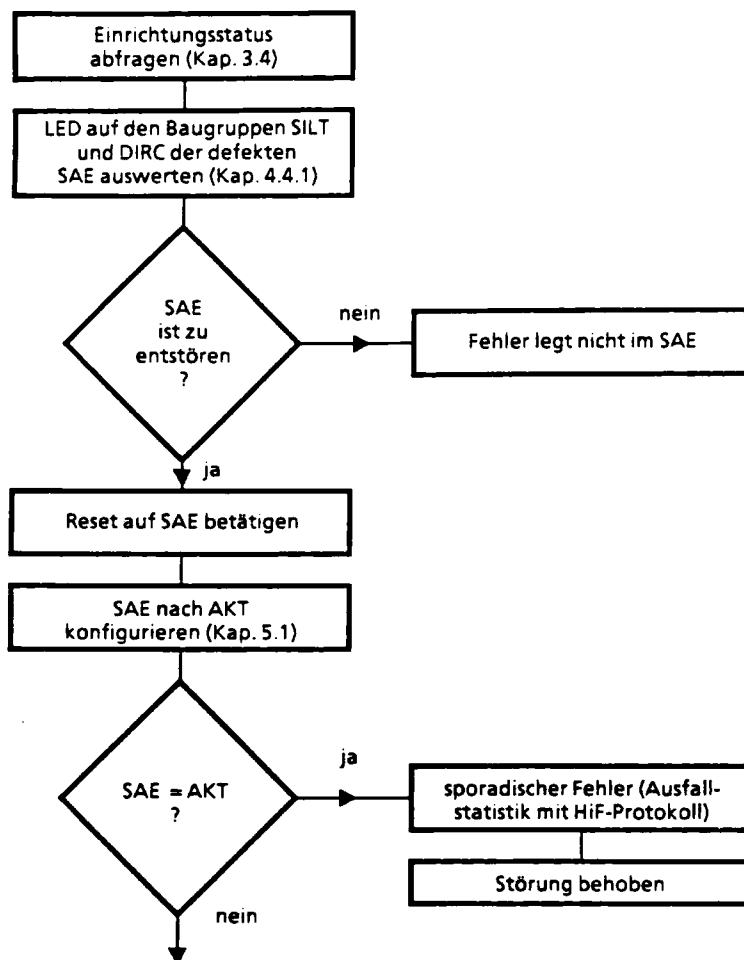 Einrichtungsstatus
abfragen (Kap. 3.4)
LED auf den Baugruppen SILT
und DIRC der defekten
SAE auswerten (Kap. 4.4.1)
SAE
ist zu
entstören
?
nein
Fehler legt nicht im SAE
ja
Reset auf SAE betätigen
SAE nach AKT
konfigurieren (Kap. 5.1)
SAE = AKT
?
ja
sporadischer Fehler (Ausfall-
statistik mit HiF-Protokoll)
Störung behoben
nein